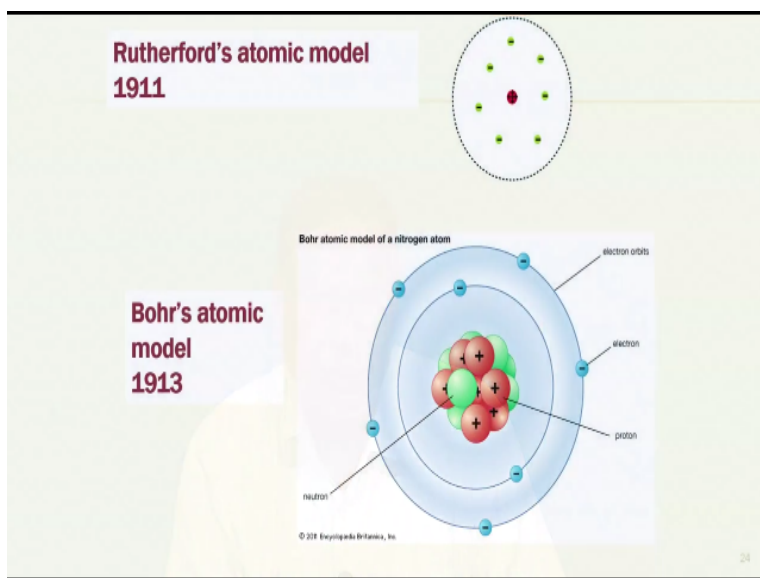 Rutherford's atomic model
1911
Bohr atomic model of a nitrogen atom
electron orbits
Bohr's atomic
model
1913
electron
proton
neutron
© 2011 Encyclopædia Britannica, Inc.
24